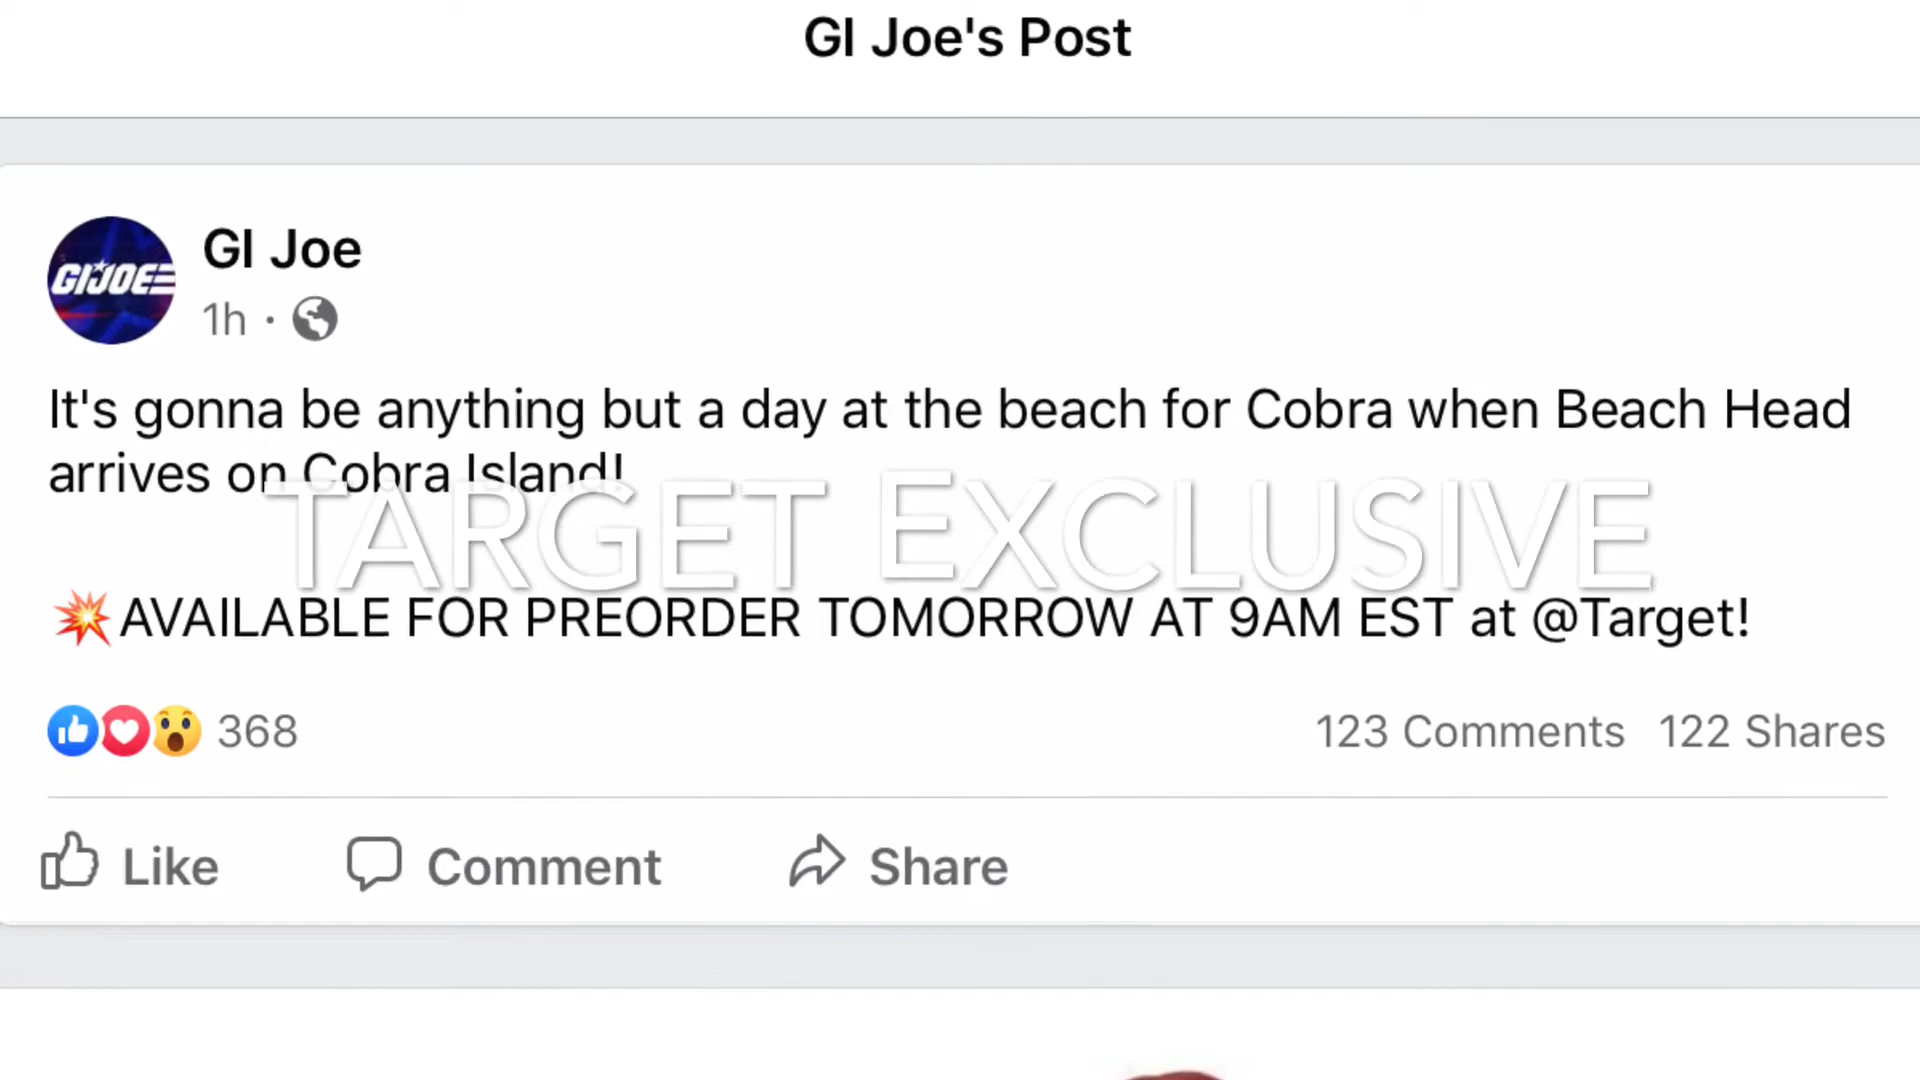 GI Joe's Post
GIJOE
GI Joe
1h ·
It's gonna be anything but a day at the beach for Cobra when Beach Head
arrives on Cobra Island!
TARGET EXCLUSIVE
💥AVAILABLE FOR PREORDER TOMORROW AT 9AM EST at @Target!
368
123 Comments 122 Shares
Like Comment Share